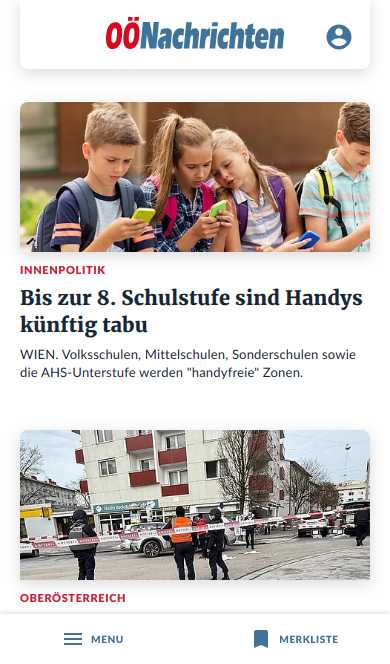 OÖNachrichten
INNENPOLITIK
Bis zur 8. Schulstufe sind Handys
künftig tabu
WIEN. Volksschulen, Mittelschulen, Sonderschulen sowie
die AHS-Unterstufe werden "handyfreie" Zonen.
OBERÖSTERREICH
MENU
MERKLISTE